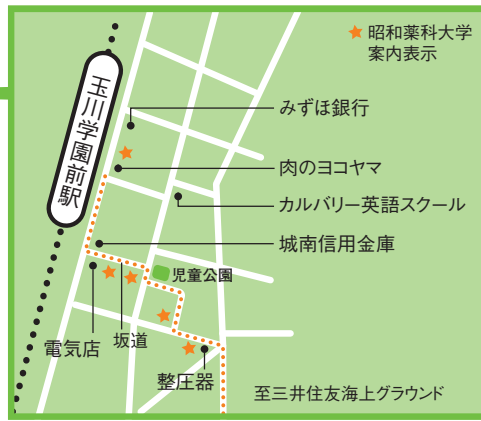 昭和薬科大学
案内表示
玉川学園前駅
みずほ銀行
肉のヨコヤマ
カルバリー英語スクール
城南信用金庫
児童公園
電気店
坂道
整圧器
至三井住友海上グラウンド